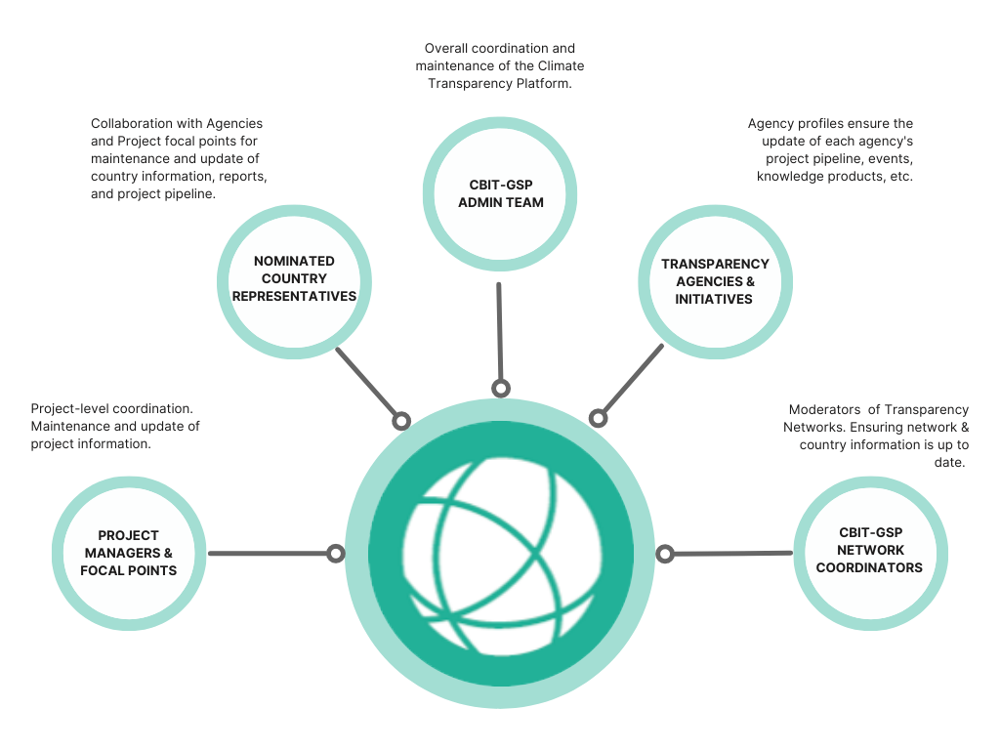 Overall coordination and
maintenance of the Climate
Transparency Platform.
CBIT-GSP
ADMIN TEAM
Collaboration with Agencies
and Project focal points for
maintenance and update of
country information, reports,
and project pipeline.
NOMINATED
COUNTRY
REPRESENTATIVES
Agency profiles ensure the
update of each agency's
project pipeline, events,
knowledge products, etc.
TRANSPARENCY
AGENCIES &
INITIATIVES
Project-level coordination.
Maintenance and update of
project information.
PROJECT
MANAGERS &
FOCAL POINTS
Moderators  of Transparency
Networks. Ensuring network &
country information is up to
date.
CBIT-GSP
NETWORK
COORDINATORS